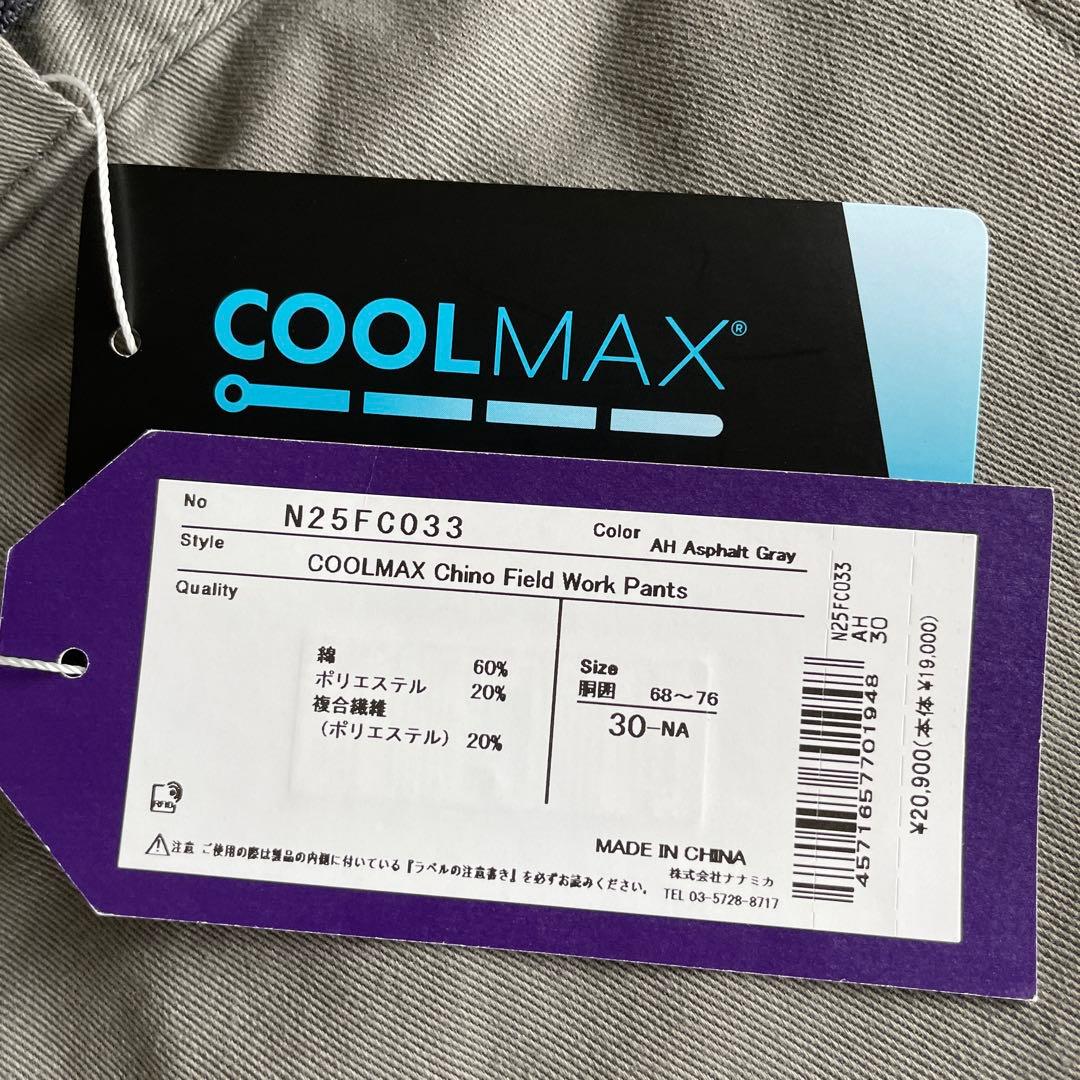 COOLMAX®
No N25FC033 Color AH Asphalt Gray
Style COOLMAX Chino Field Work Pants
Quality
綿 60%
ポリエステル 20%
複合繊維
(ポリエステル) 20%
Size
胴囲 68〜76
30-NA
RFID
⚠注意 ご使用の際は製品の内側に付いている『ラベルの注意書き』を必ずお読みください。
MADE IN CHINA
株式会社ナナミカ
TEL 03-5728-8717
N25FC033
AH
30
4571657701948
¥20,900(本体¥19,000)